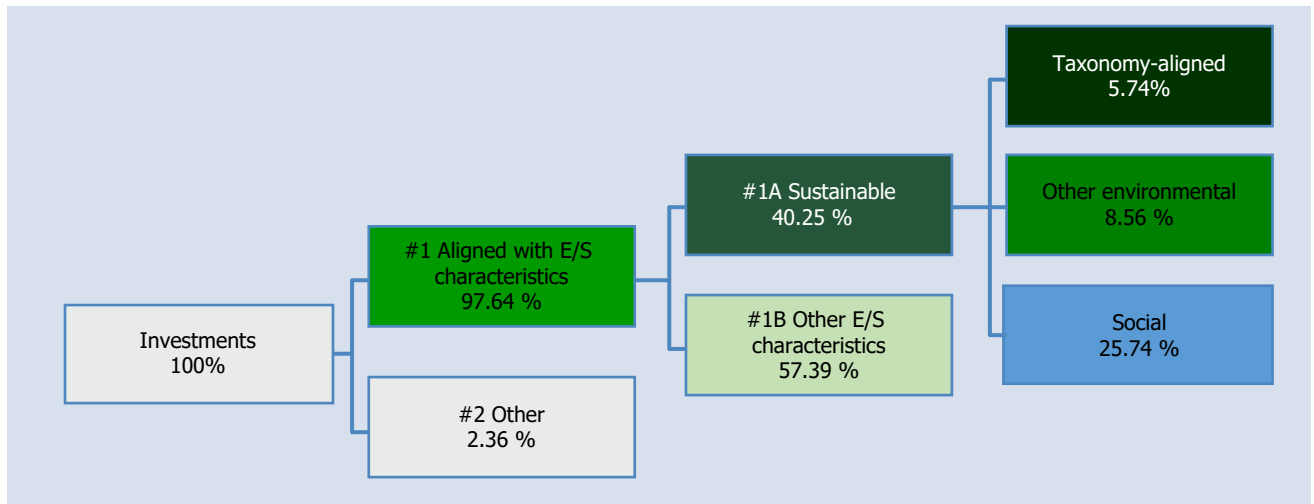 Investments
100%
#1 Aligned with E/S
characteristics
97.64 %
#2 Other
2.36 %
#1A Sustainable
40.25 %
#1B Other E/S
characteristics
57.39 %
Taxonomy-aligned
5.74%
Other environmental
8.56 %
Social
25.74 %